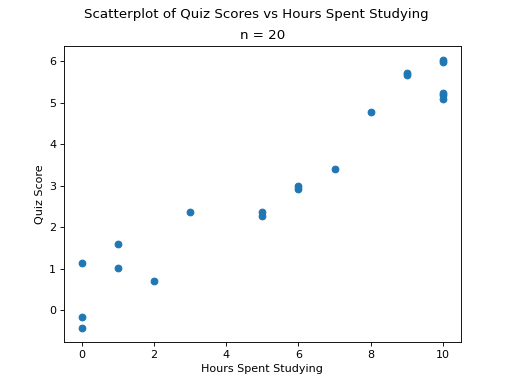 Scatterplot of Quiz Scores vs Hours Spent Studying
n = 20
6
5
4
3
2
1
0
Quiz Score
0 2 4 6 8 10
Hours Spent Studying